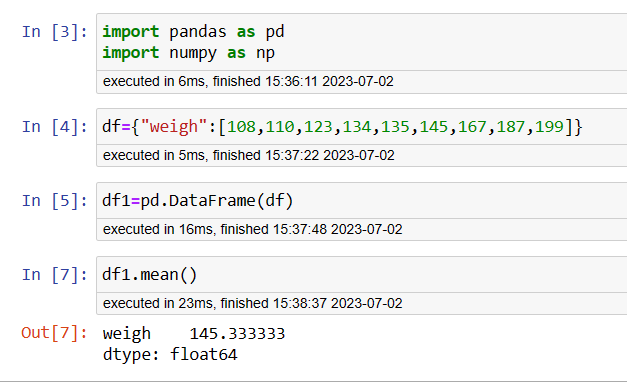 In [3]: import pandas as pd
import numpy as np
executed in 6ms, finished 15:36:11 2023-07-02
In [4]: df={"weigh":[108,110,123,134,135,145,167,187,199]}
executed in 5ms, finished 15:37:22 2023-07-02
In [5]: df1=pd.DataFrame(df)
executed in 16ms, finished 15:37:48 2023-07-02
In [7]: df1.mean()
executed in 23ms, finished 15:38:37 2023-07-02
Out[7]: weigh    145.333333
dtype: float64